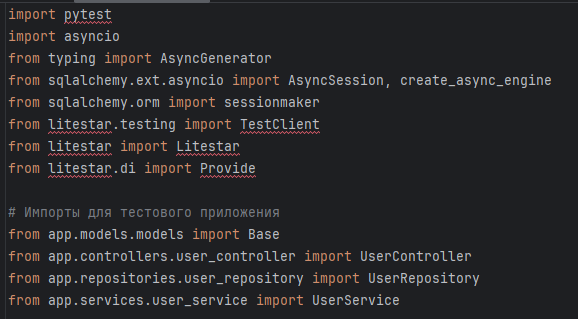 import pytest
import asyncio
from typing import AsyncGenerator
from sqlalchemy.ext.asyncio import AsyncSession, create_async_engine
from sqlalchemy.orm import sessionmaker
from litestar.testing import TestClient
from litestar import Litestar
from litestar.di import Provide
# Импорты для тестового приложения
from app.models.models import Base
from app.controllers.user_controller import UserController
from app.repositories.user_repository import UserRepository
from app.services.user_service import UserService